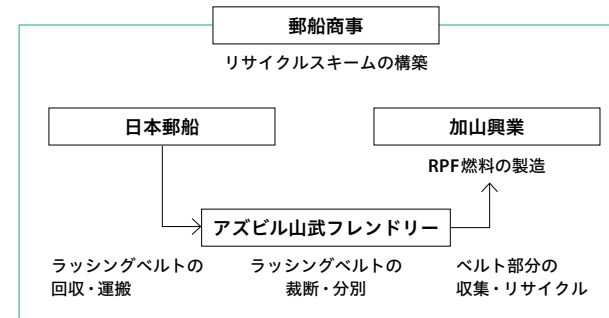 郵船商事
リサイクルスキームの構築
日本郵船
加山興業
RPF燃料の製造
アズビル山武フレンドリー
ラッシングベルトの
回収・運搬
ラッシングベルトの
裁断・分別
ベルト部分の
収集・リサイクル